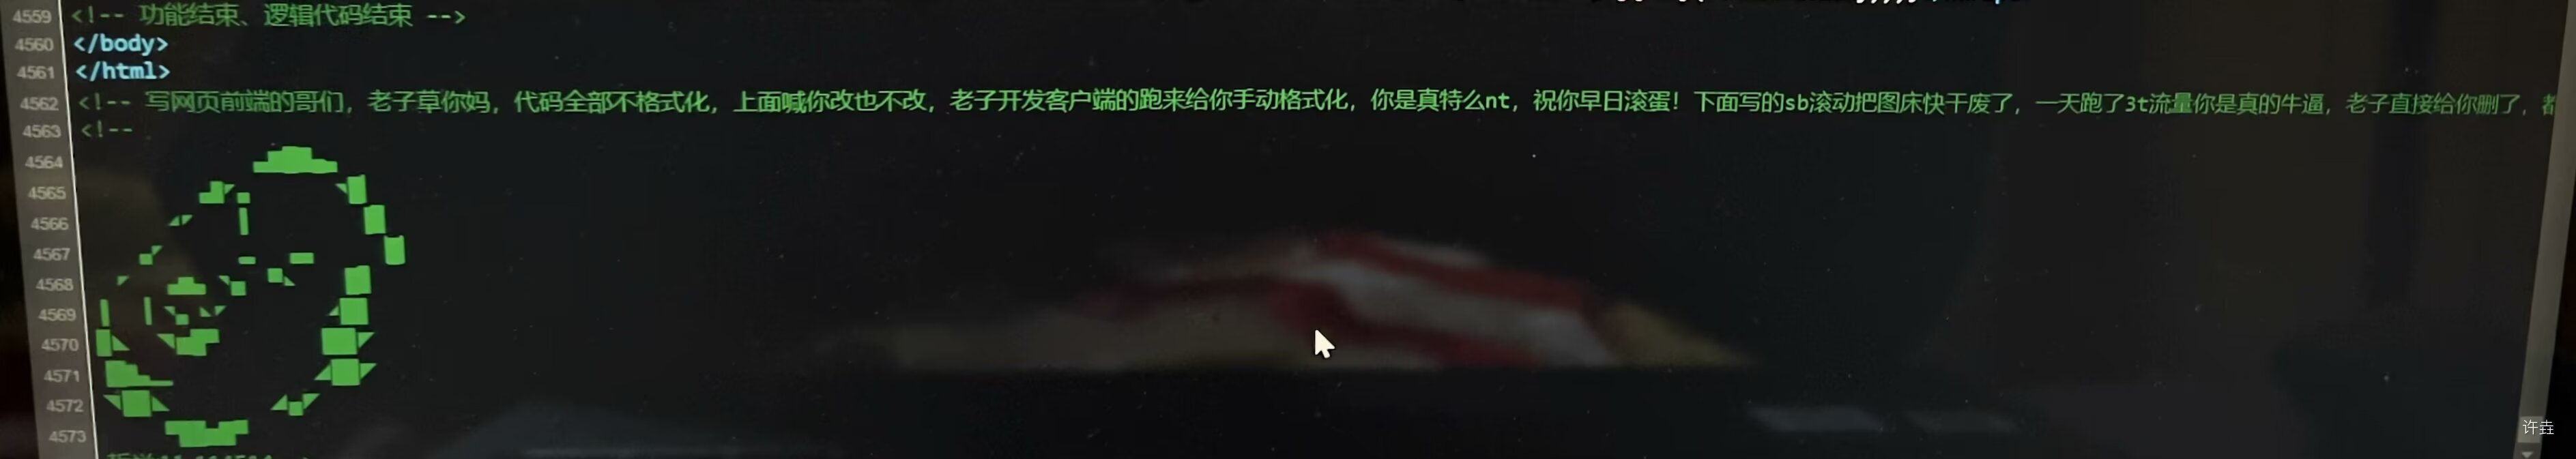 4559 <!-- 功能结束、逻辑代码结束 -->
4560 </body>
4561 </html>
4562 <!-- 写网页前端的哥们，老子草你妈，代码全部不格式化，上面喊你改也不改，老子开发客户端的跑来给你手动格式化，你是真特么nt，祝你早日滚蛋！下面写的sb滚动把图床快干废了，一天跑了3t流量你是真的牛逼，老子直接给你删了，都
4563 <!--
4564
4565
4566
4567
4568
4569
4570
4571
4572
4573
许垚